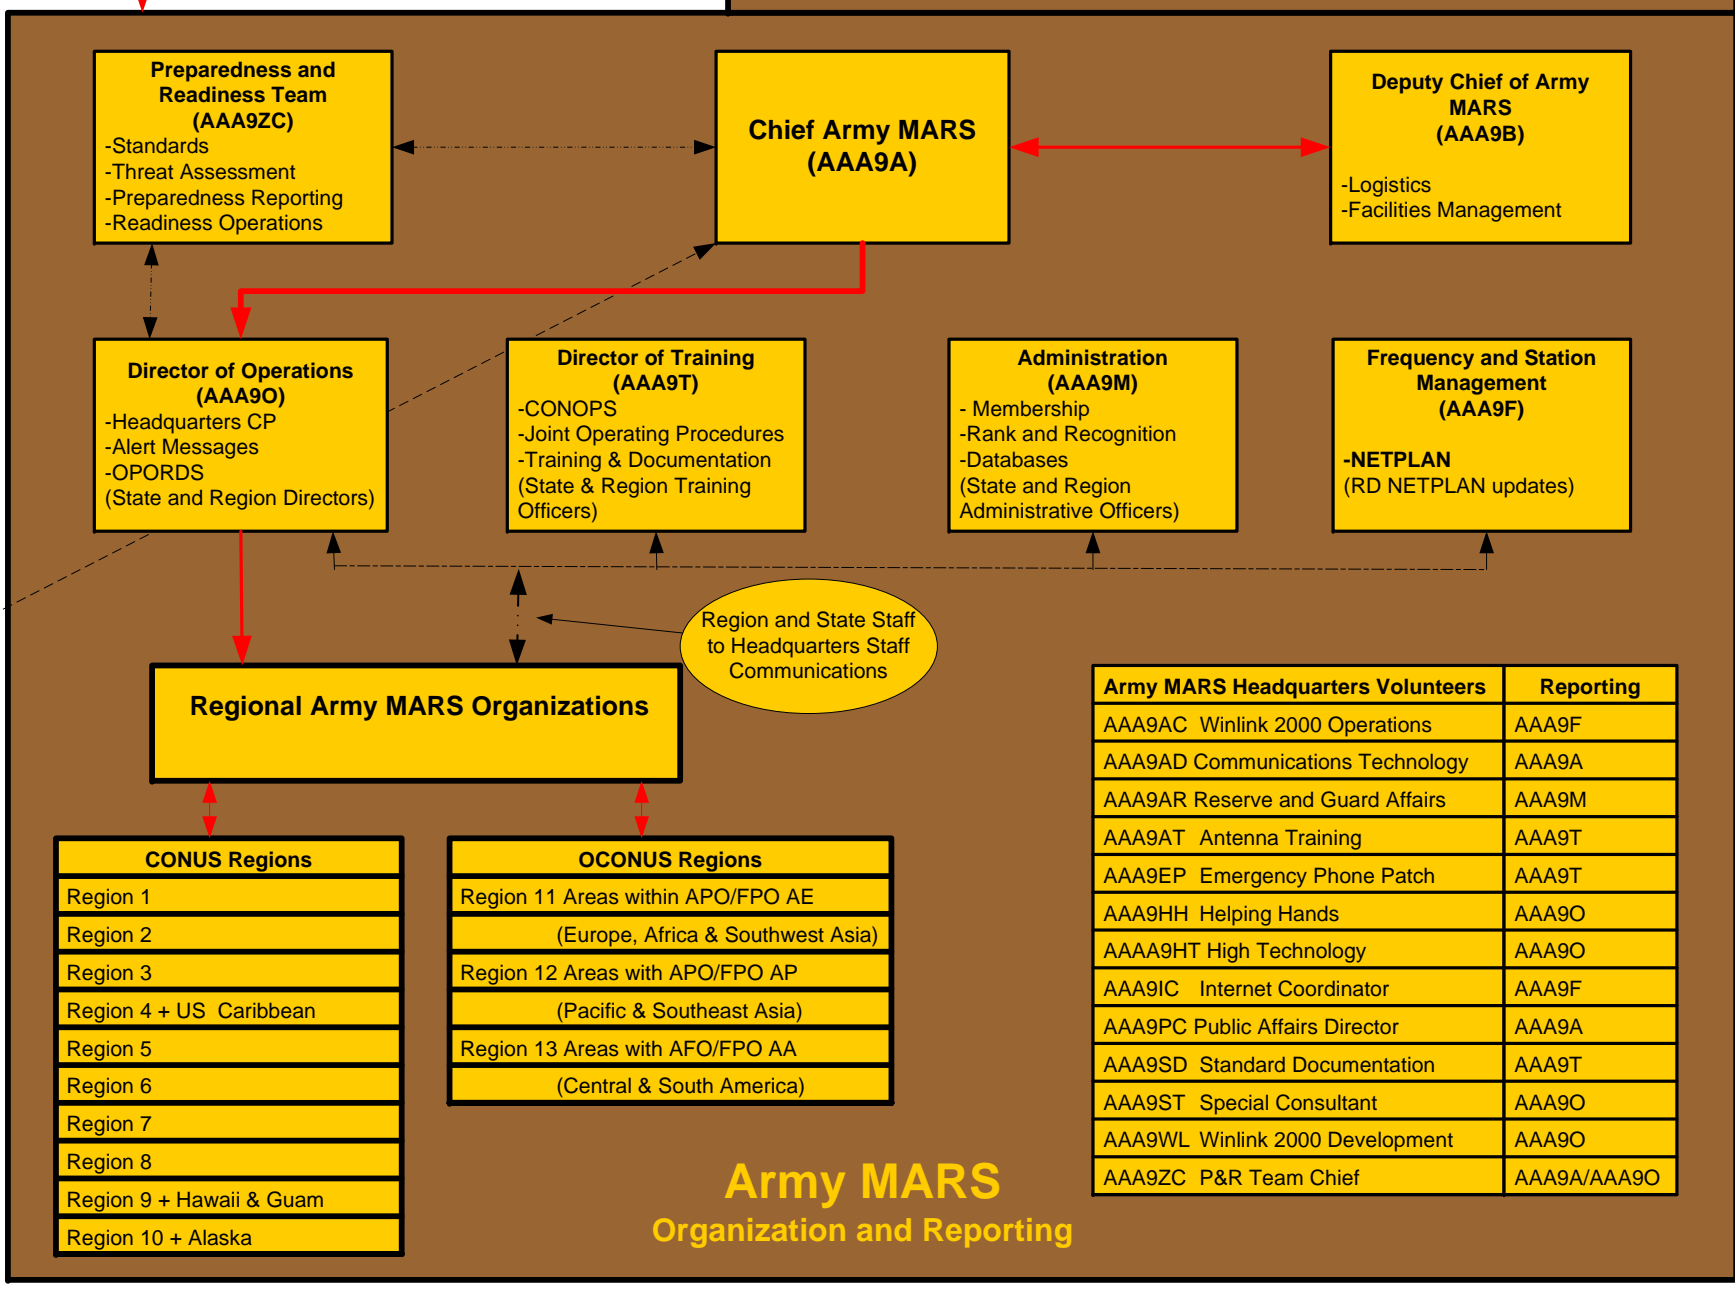 Preparedness and
Readiness Team
(AAA9ZC)
-Standards
-Threat Assessment
-Preparedness Reporting
-Readiness Operations
Chief Army MARS
(AAA9A)
Deputy Chief of Army
MARS
(AAA9B)
-Logistics
-Facilities Management
Director of Operations
(AAA9O)
-Headquarters CP
-Alert Messages
-OPORDS
(State and Region Directors)
Director of Training
(AAA9T)
-CONOPS
-Joint Operating Procedures
-Training & Documentation
(State & Region Training
Officers)
Administration
(AAA9M)
- Membership
-Rank and Recognition
-Databases
(State and Region
Administrative Officers)
Frequency and Station
Management
(AAA9F)
-NETPLAN
(RD NETPLAN updates)
Region and State Staff
to Headquarters Staff
Communications
Regional Army MARS Organizations
CONUS Regions
Region 1
Region 2
Region 3
Region 4 + US Caribbean
Region 5
Region 6
Region 7
Region 8
Region 9 + Hawaii & Guam
Region 10 + Alaska
OCONUS Regions
Region 11 Areas within APO/FPO AE
(Europe, Africa & Southwest Asia)
Region 12 Areas with APO/FPO AP
(Pacific & Southeast Asia)
Region 13 Areas with AFO/FPO AA
(Central & South America)
Army MARS Headquarters Volunteers Reporting
AAA9AC Winlink 2000 Operations AAA9F
AAA9AD Communications Technology AAA9A
AAA9AR Reserve and Guard Affairs AAA9M
AAA9AT Antenna Training AAA9T
AAA9EP Emergency Phone Patch AAA9T
AAA9HH Helping Hands AAA9O
AAAA9HT High Technology AAA9O
AAA9IC Internet Coordinator AAA9F
AAA9PC Public Affairs Director AAA9A
AAA9SD Standard Documentation AAA9T
AAA9ST Special Consultant AAA9O
AAA9WL Winlink 2000 Development AAA9O
AAA9ZC P&R Team Chief AAA9A/AAA9O
Army MARS
Organization and Reporting